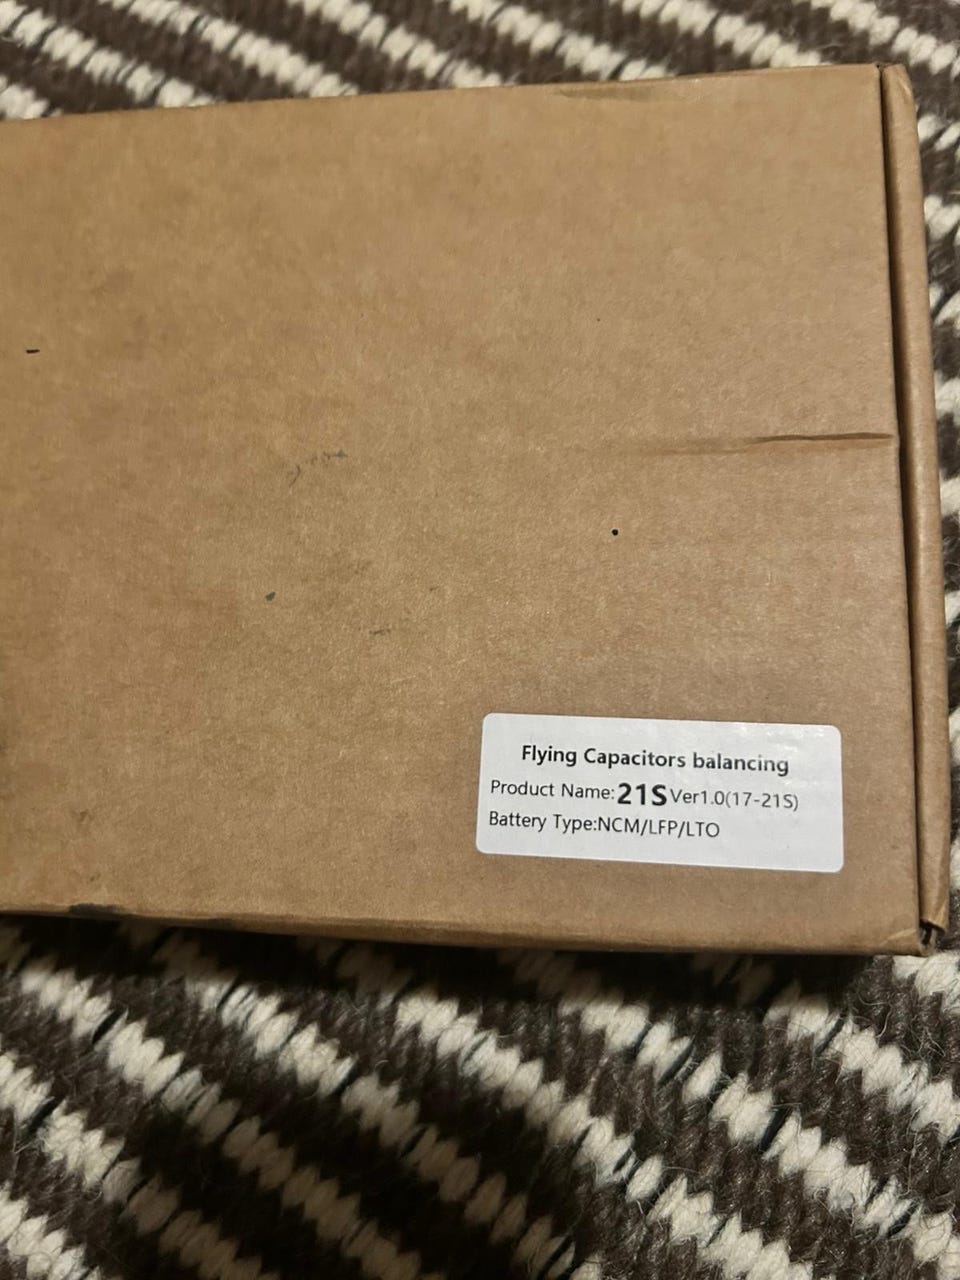 Flying Capacitors balancing
Product Name:21S Ver1.0(17-21S)
Battery Type:NCM/LFP/LTO